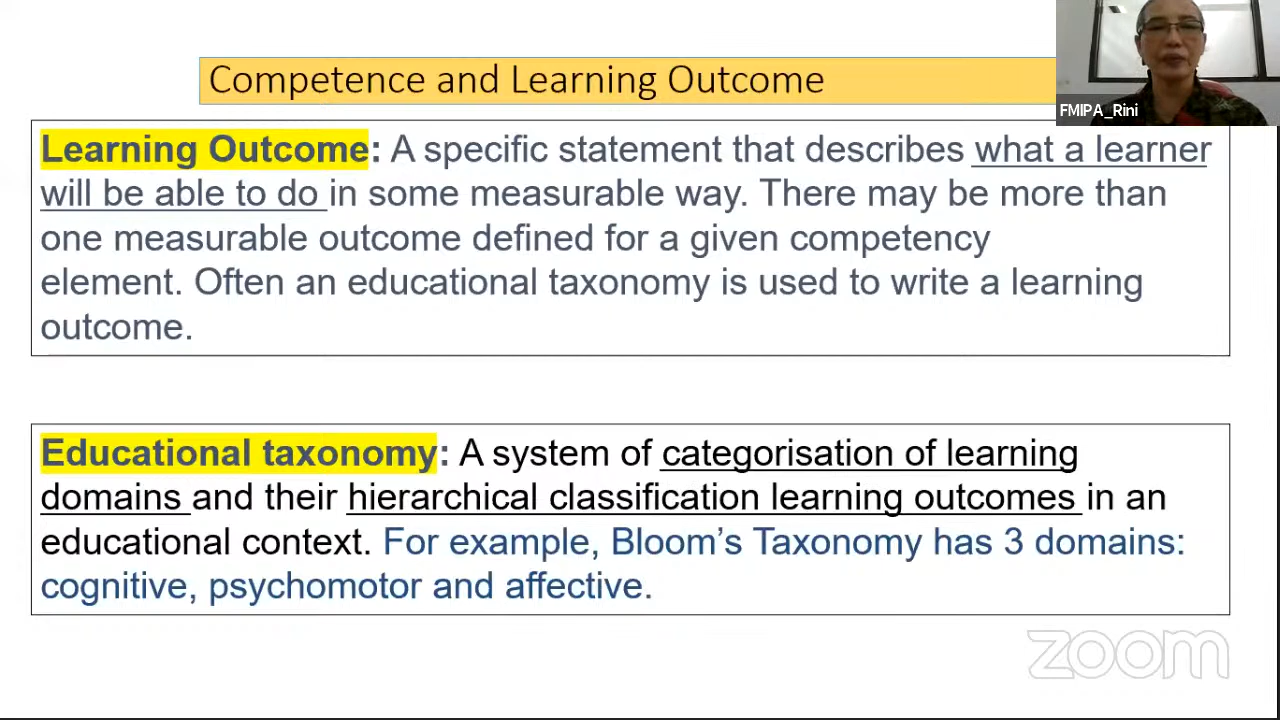 Competence and Learning Outcome
FMIPA_Rini
Learning Outcome: A specific statement that describes what a learner
will be able to do in some measurable way. There may be more than
one measurable outcome defined for a given competency
element. Often an educational taxonomy is used to write a learning
outcome.
Educational taxonomy: A system of categorisation of learning
domains and their hierarchical classification learning outcomes in an
educational context. For example, Bloom’s Taxonomy has 3 domains:
cognitive, psychomotor and affective.
zoom